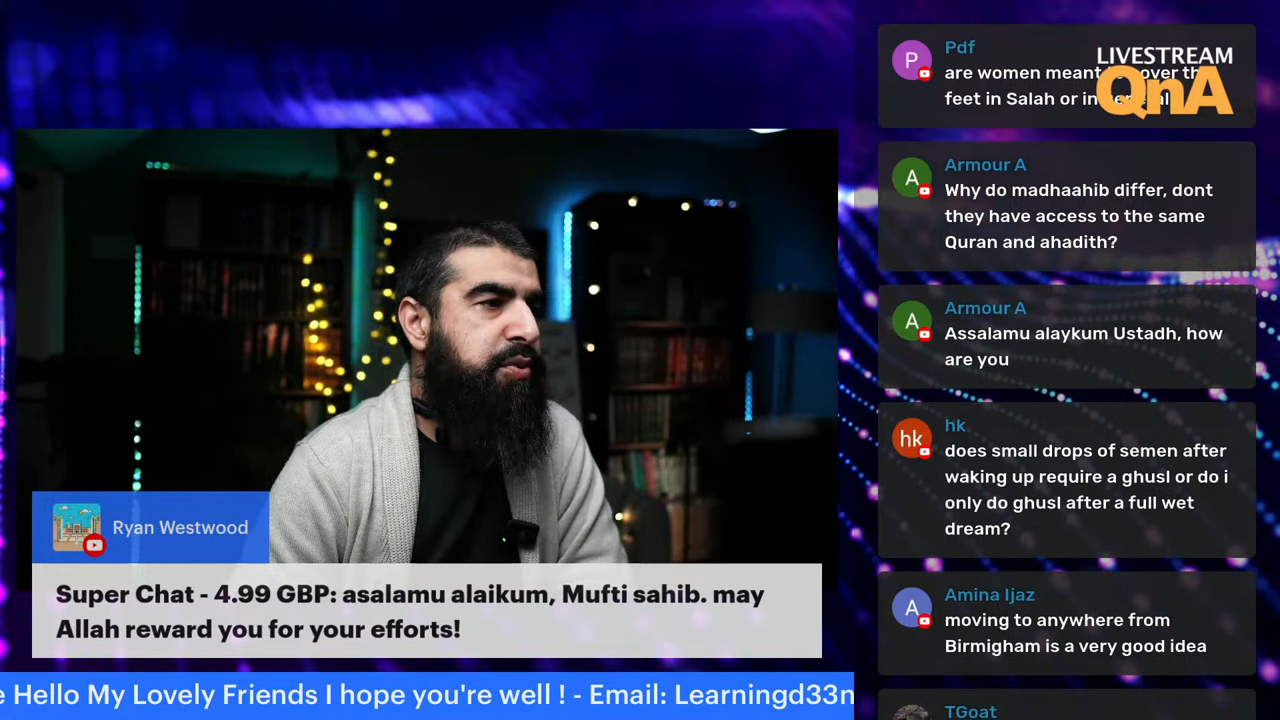 LIVESTREAM
QnA
Pdf
are women meant over th
feet in Salah or in
Armour A
Why do madhaahib differ, dont
they have access to the same
Quran and ahadith?
Armour A
Assalamu alaykum Ustadh, how
are you
hk
hk
does small drops of semen after
waking up require a ghusl or do i
only do ghusl after a full wet
dream?
Amina Ijaz
moving to anywhere from
Birmigham is a very good idea
TGoat
P
A
A
A
Ryan Westwood
Super Chat - 4.99 GBP: asalamu alaikum, Mufti sahib. may
Allah reward you for your efforts!
e Hello My Lovely Friends I hope you're well ! - Email: Learningd33n